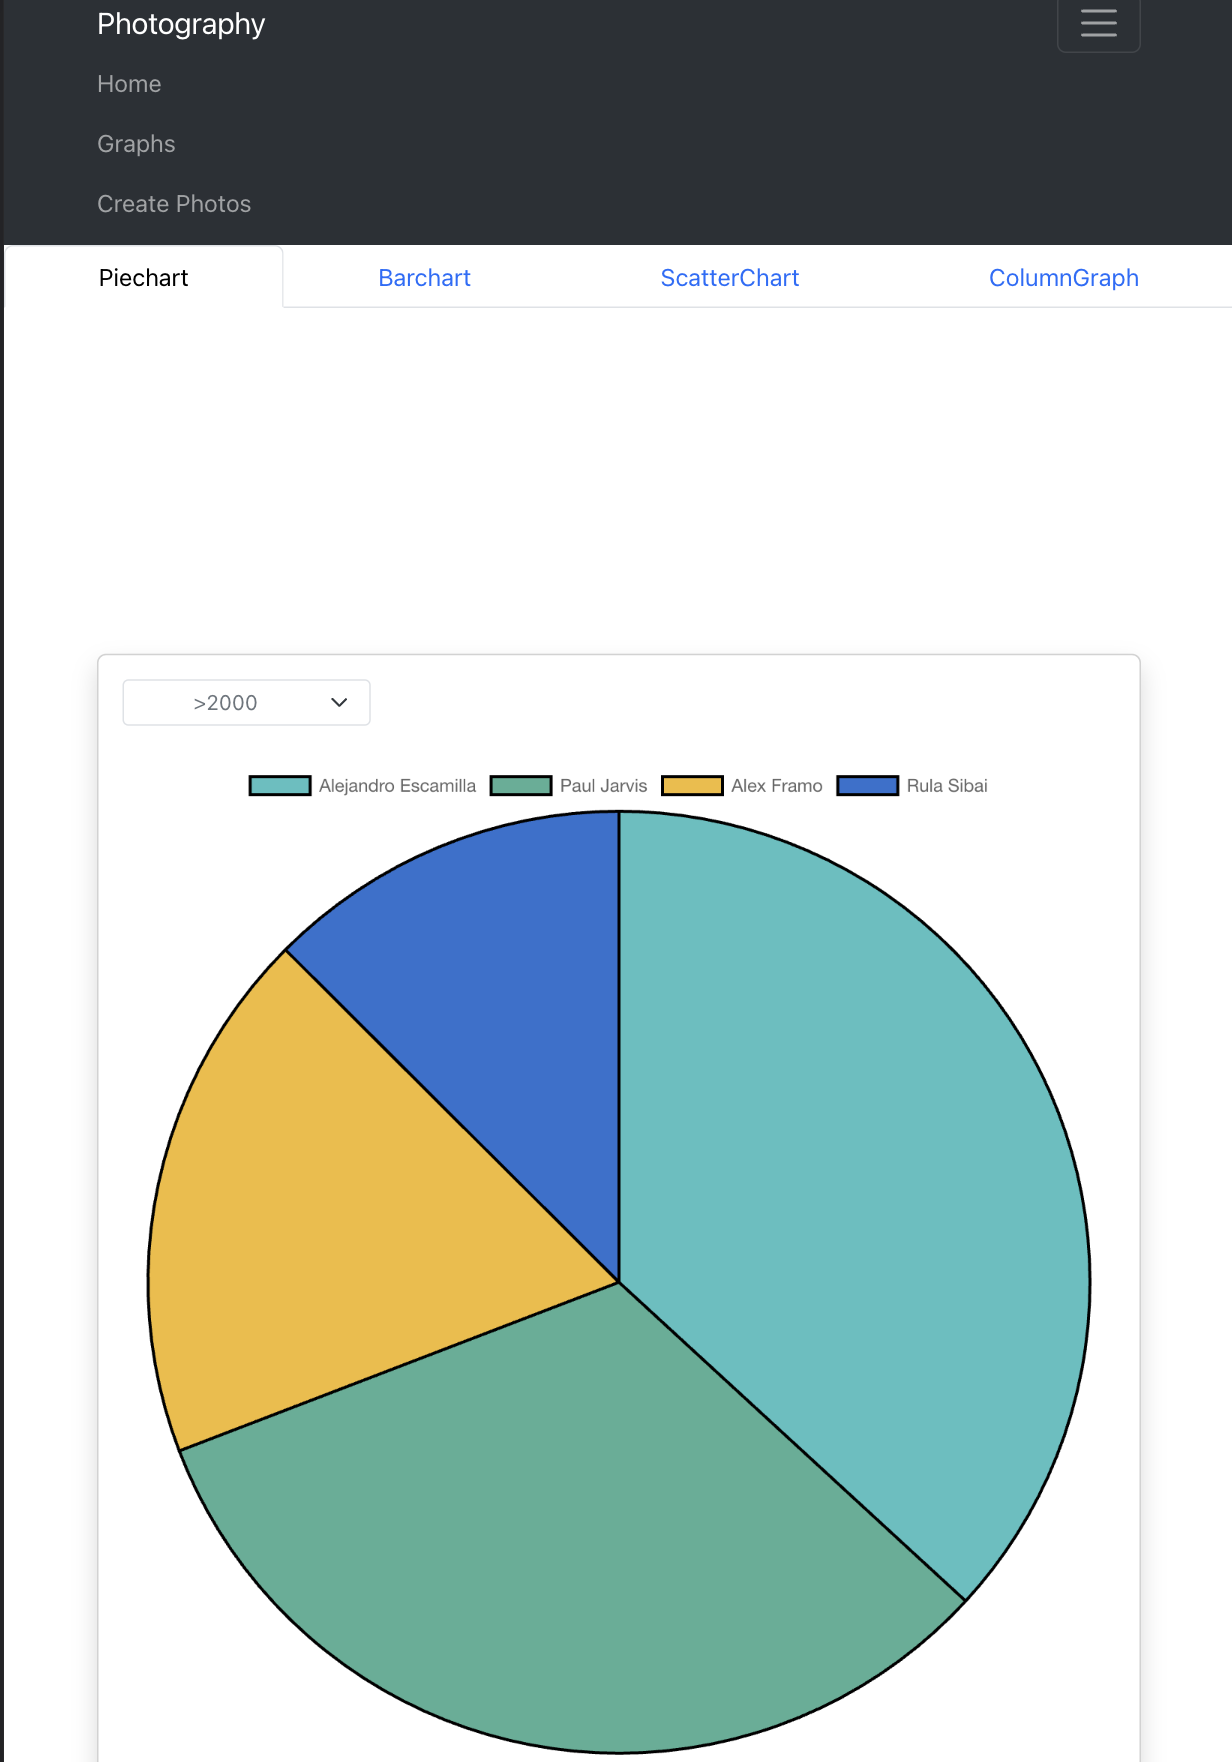 Photography
Home
Graphs
Create Photos
Piechart Barchart ScatterChart ColumnGraph
>2000
Alejandro Escamilla Paul Jarvis Alex Framo Rula Sibai